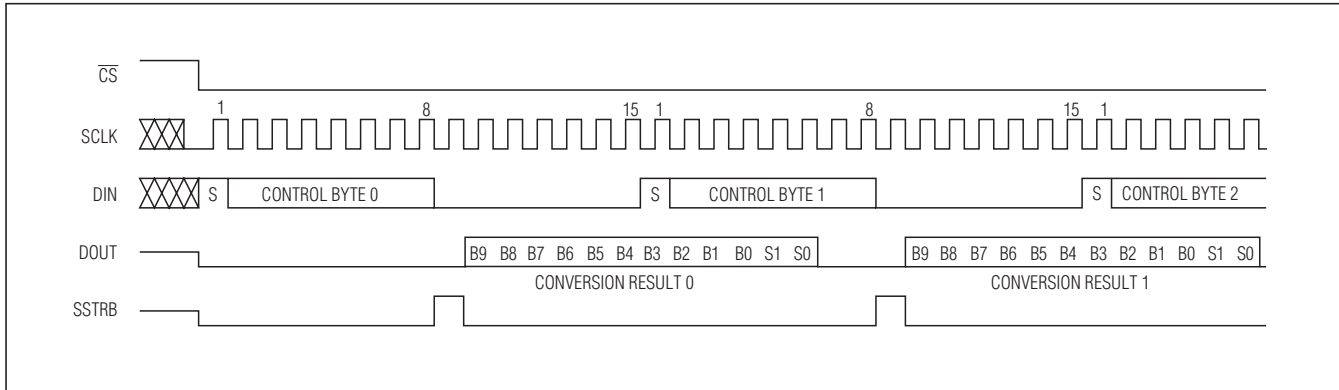 CS
1 8 15 1 8 15 1
SCLK
DIN S CONTROL BYTE 0 S CONTROL BYTE 1 S CONTROL BYTE 2
DOUT B9 B8 B7 B6 B5 B4 B3 B2 B1 B0 S1 S0 B9 B8 B7 B6 B5 B4 B3 B2 B1 B0 S1 S0
CONVERSION RESULT 0 CONVERSION RESULT 1
SSTRB